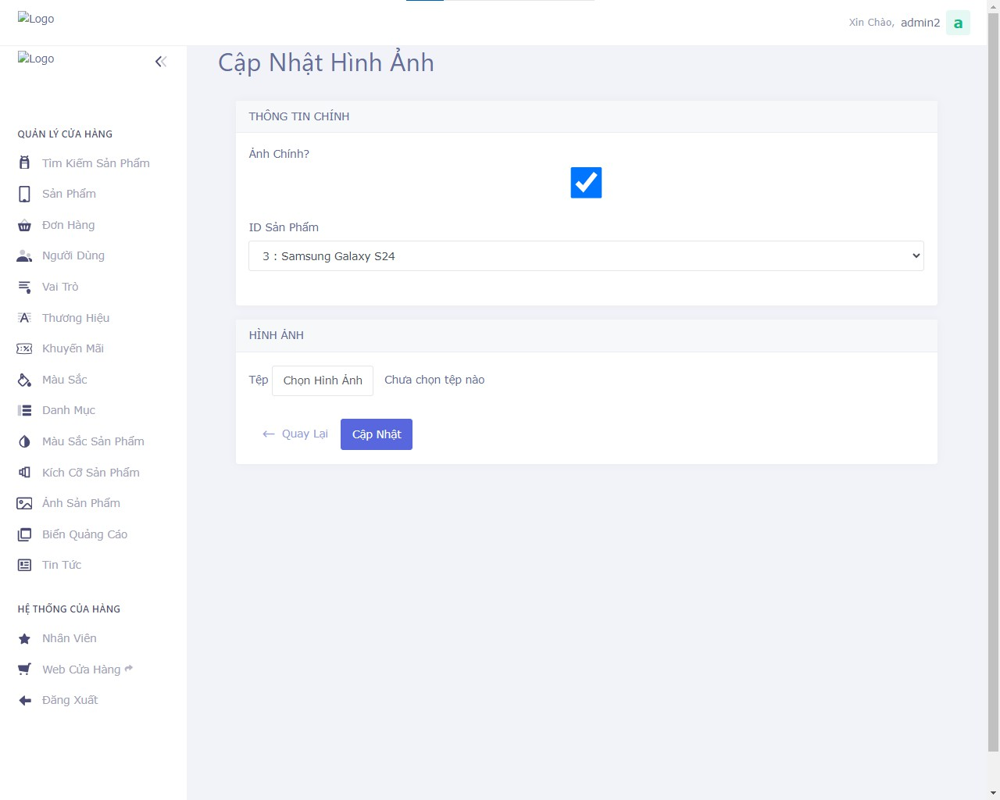 Logo
Xin Chào, admin2 a
Logo
Cập Nhật Hình Ảnh
QUẢN LÝ CỬA HÀNG
Tìm Kiếm Sản Phẩm
Sản Phẩm
Đơn Hàng
Người Dùng
Vai Trò
Thương Hiệu
Khuyến Mãi
Màu Sắc
Danh Mục
Màu Sắc Sản Phẩm
Kích Cỡ Sản Phẩm
Ảnh Sản Phẩm
Biển Quảng Cáo
Tin Tức
HỆ THỐNG CỦA HÀNG
Nhân Viên
Web Cửa Hàng
Đăng Xuất
THÔNG TIN CHÍNH
Ảnh Chính?
ID Sản Phẩm
3 : Samsung Galaxy S24
HÌNH ẢNH
Tệp Chọn Hình Ảnh Chưa chọn tệp nào
Quay Lại Cập Nhật